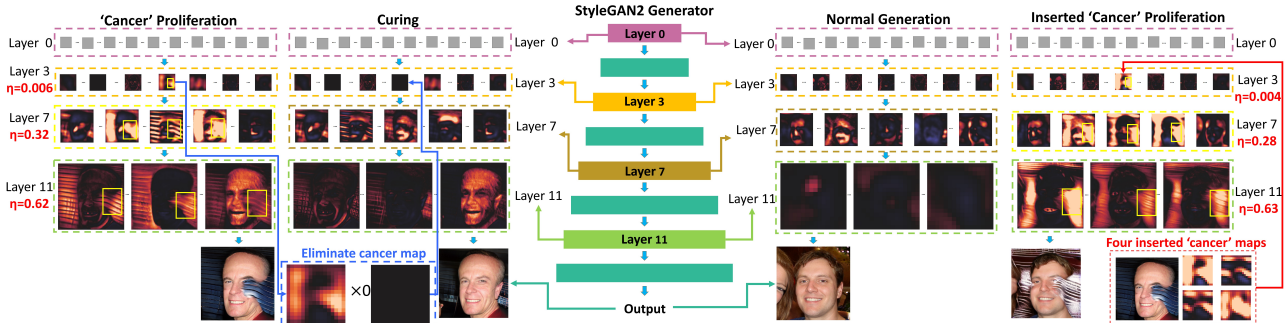 'Cancer' Proliferation
Curing
StyleGAN2 Generator
Normal Generation
Inserted 'Cancer' Proliferation
Layer 0
Layer 0
Layer 0
Layer 0
Layer 0
Layer 3
η=0.006
Layer 3
Layer 3
Layer 3
Layer 3
η=0.004
Layer 7
η=0.32
Layer 7
Layer 7
Layer 7
Layer 7
η=0.28
Layer 11
η=0.62
Layer 11
Layer 11
Layer 11
Layer 11
η=0.63
Eliminate cancer map
×0
Output
Four inserted 'cancer' maps